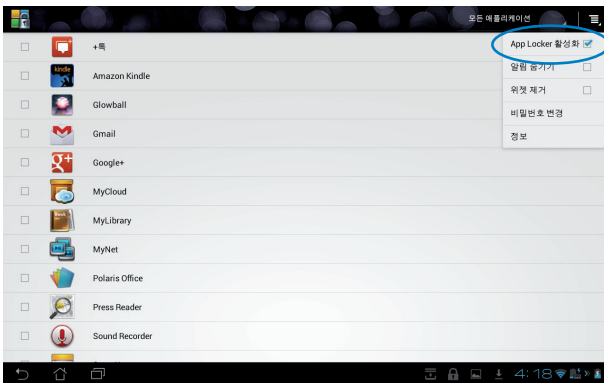 모든 애플리케이션
App Locker 활성화
알림 숨기기
위젯 제거
비밀번호 변경
정보
+톡
kindle
Amazon Kindle
Glowball
Gmail
Google+
MyCloud
MyLibrary
MyNet
Polaris Office
Press Reader
Sound Recorder
4:18